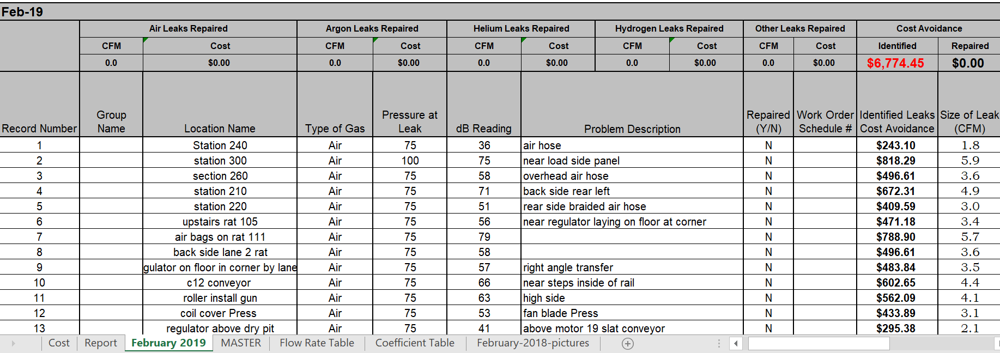 Feb-19
Air Leaks Repaired Argon Leaks Repaired Helium Leaks Repaired Hydrogen Leaks Repaired Other Leaks Repaired Cost Avoidance
CFM Cost CFM Cost CFM Cost CFM Cost CFM Cost Identified Repaired
0.0 $0.00 0.0 $0.00 0.0 $0.00 0.0 $0.00 0.0 $0.00 $6,774.45 $0.00
Group Pressure at Repaired Work Order Identified Leaks Size of Leak
Record Number Name Location Name Type of Gas Leak dB Reading Problem Description (Y/N) Schedule # Cost Avoidance (CFM)
1 Station 240 Air 75 36 air hose N $243.10 1.8
2 station 300 Air 100 75 near load side panel N $818.29 5.9
3 section 260 Air 75 58 overhead air hose N $496.61 3.6
4 station 210 Air 75 71 back side rear left N $672.31 4.9
5 station 220 Air 75 51 rear side braided air hose N $409.59 3.0
6 upstairs rat 105 Air 75 56 near regulator laying on floor at corner N $471.18 3.4
7 air bags on rat 111 Air 75 79 N $788.90 5.7
8 back side lane 2 rat Air 75 58 N $496.61 3.6
9 gulator on floor in corner by lane Air 75 57 right angle transfer N $483.84 3.5
10 c12 conveyor Air 75 66 near steps inside of rail N $602.65 4.4
11 roller install gun Air 75 63 high side N $562.09 4.1
12 coil cover Press Air 75 53 fan blade Press N $433.89 3.1
13 regulator above dry pit Air 75 41 above motor 19 slat conveyor N $295.38 2.1
Cost Report February 2019 MASTER Flow Rate Table Coefficient Table February-2018-pictures